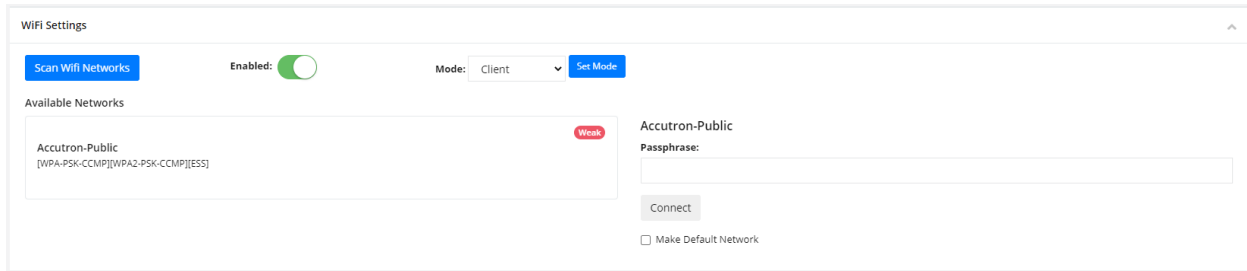 WiFi Settings
Scan Wifi Networks
Enabled:
Mode:
Client
Set Mode
Available Networks
Weak
Accutron-Public
[WPA-PSK-CCMP][WPA2-PSK-CCMP][ESS]
Accutron-Public
Passphrase:
Connect
Make Default Network